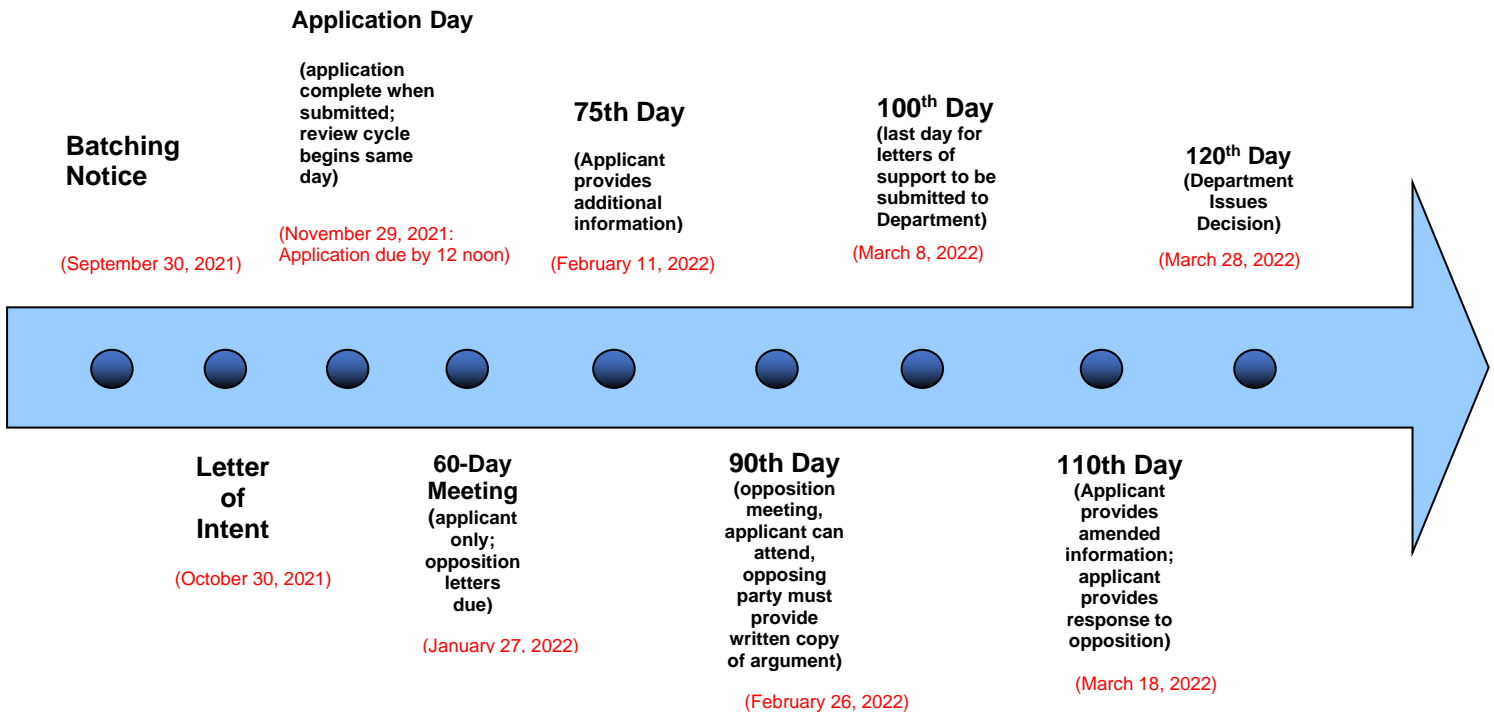 Batching
Notice
(September 30, 2021)
Application Day
(application
complete when
submitted;
review cycle
begins same
day)
(November 29, 2021:
Application due by 12 noon)
75th Day
(Applicant
provides
additional
information)
(February 11, 2022)
100th Day
(last day for
letters of
support to be
submitted to
Department)
(March 8, 2022)
120th Day
(Department
Issues
Decision)
(March 28, 2022)
Letter
of
Intent
(October 30, 2021)
60-Day
Meeting
(applicant
only;
opposition
letters
due)
(January 27, 2022)
90th Day
(opposition
meeting,
applicant can
attend,
opposing
party must
provide
written copy
of argument)
(February 26, 2022)
110th Day
(Applicant
provides
amended
information;
applicant
provides
response to
opposition)
(March 18, 2022)